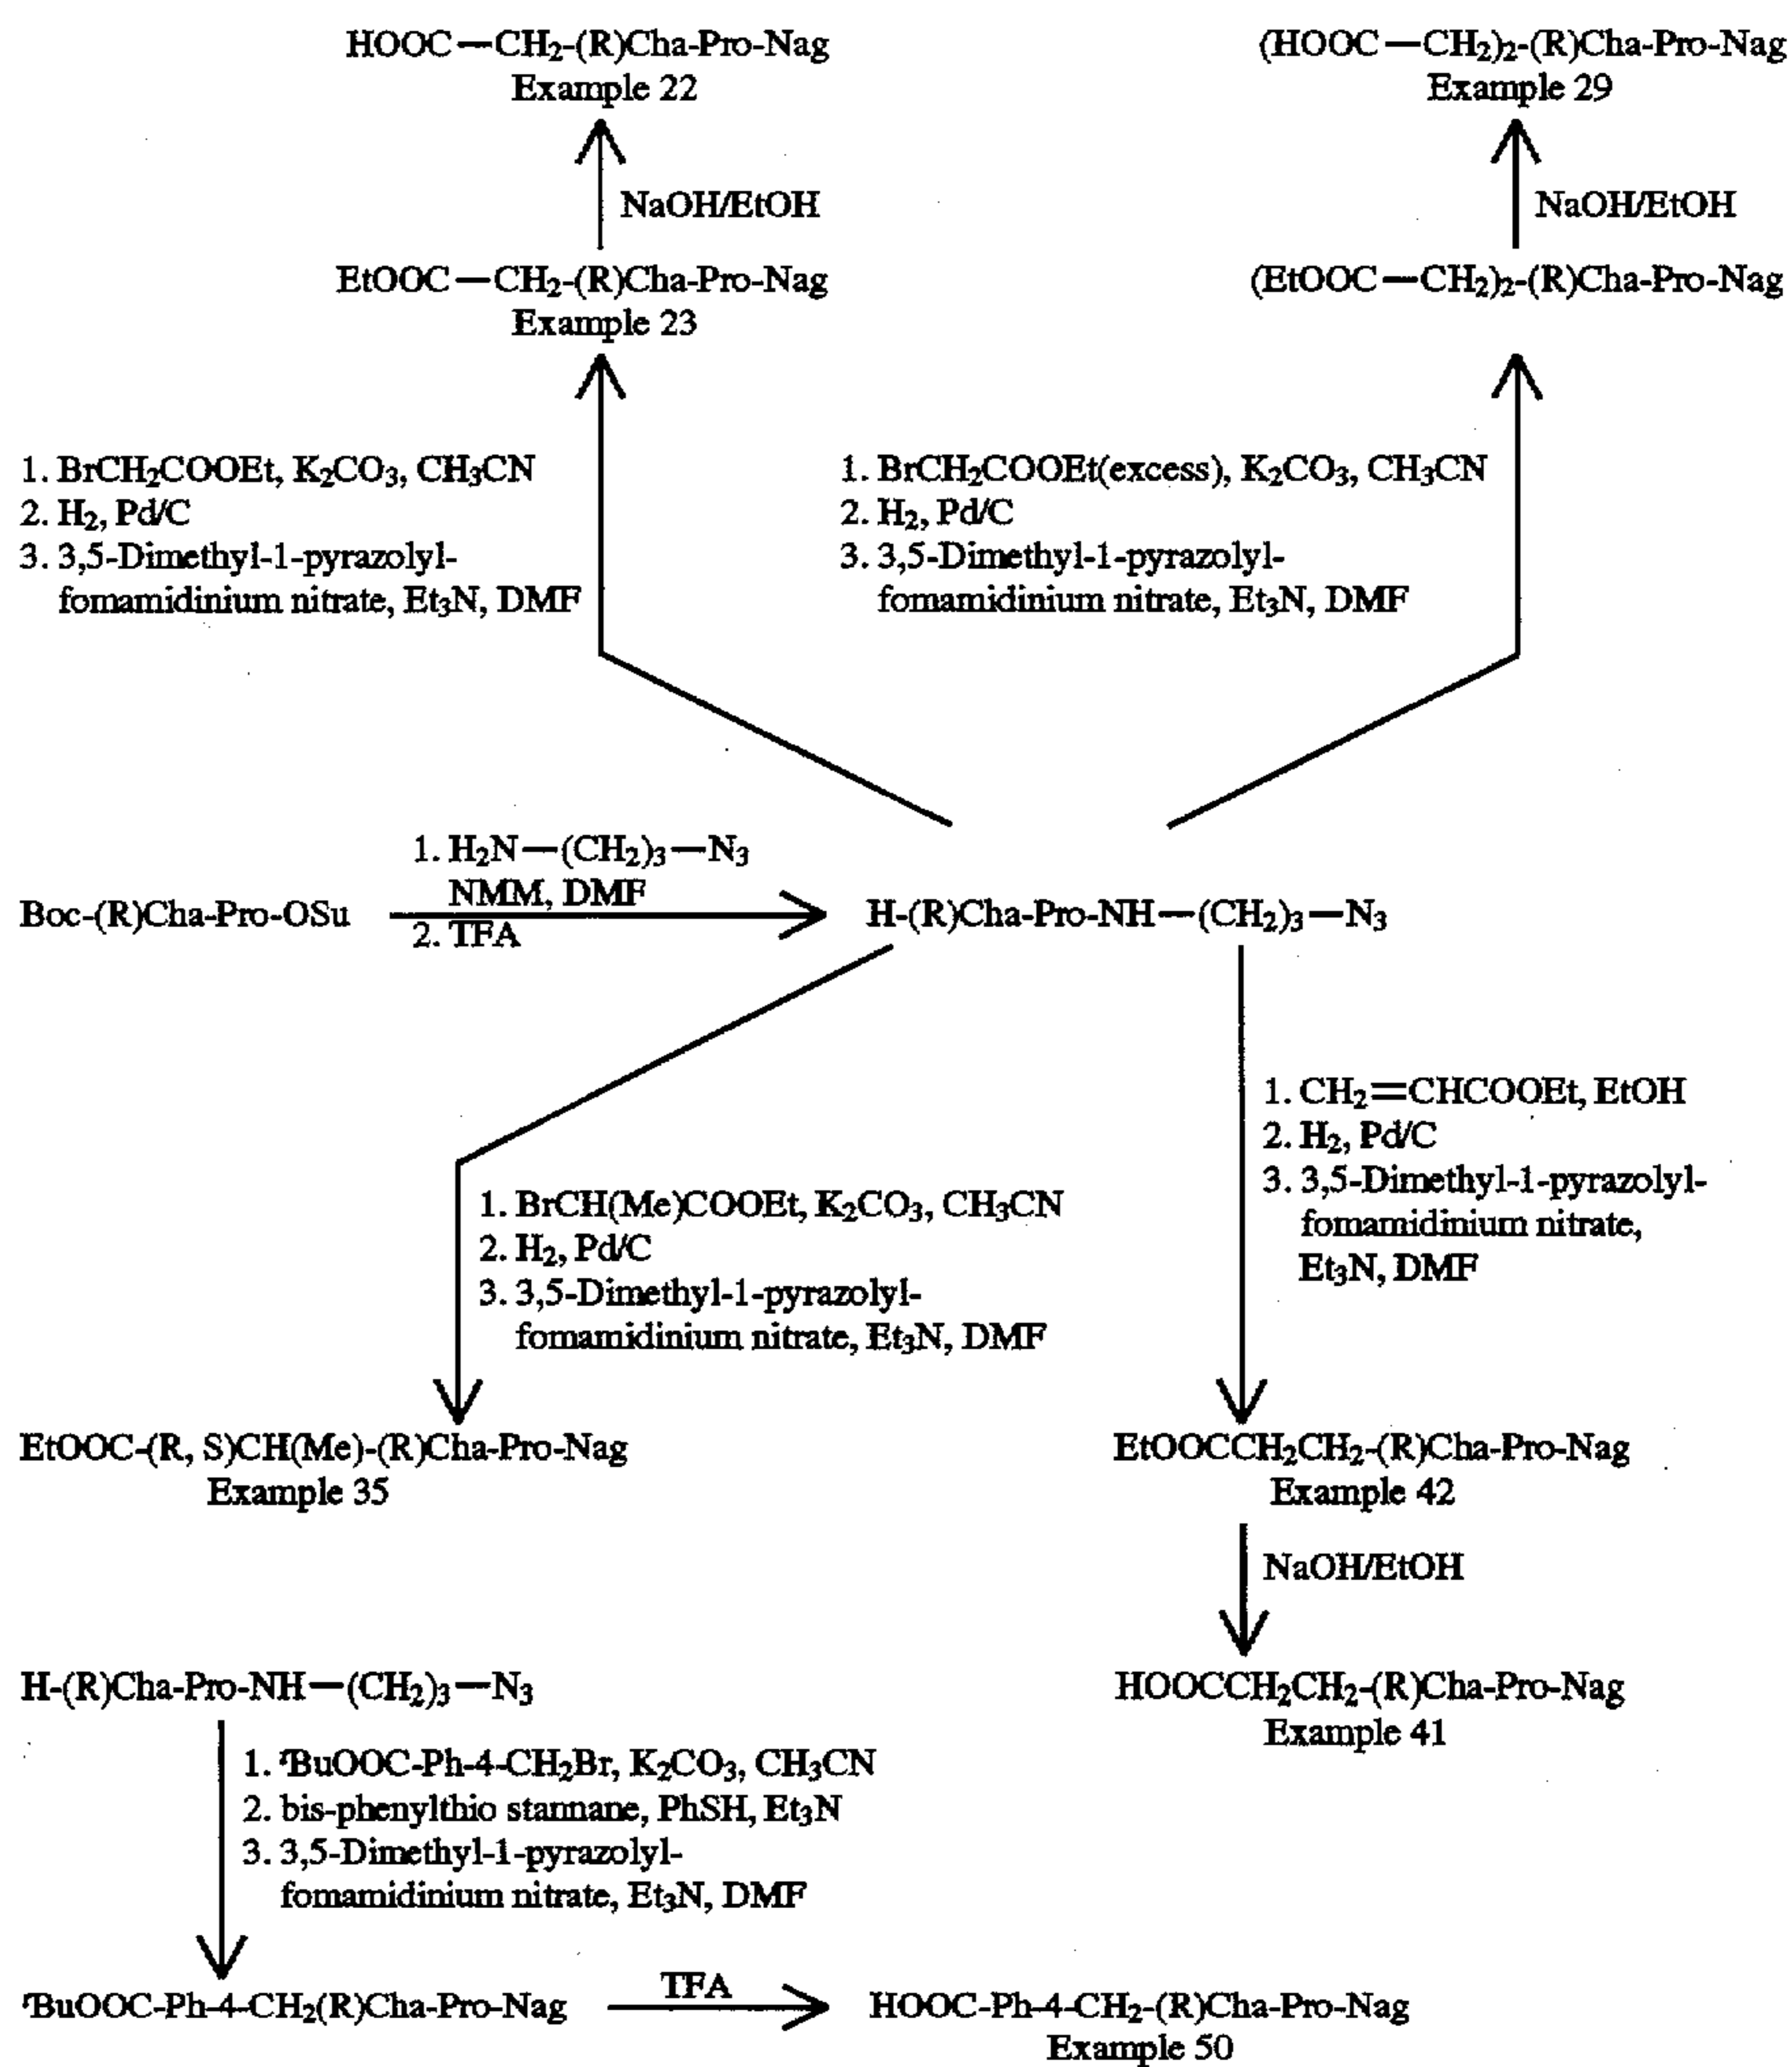 HOOC—CH₂-(R)Cha-Pro-Nag
Example 22
(HOOC—CH₂)₂-(R)Cha-Pro-Nag
Example 29
NaOH/EtOH
NaOH/EtOH
EtOOC—CH₂-(R)Cha-Pro-Nag
Example 23
(EtOOC—CH₂)₂-(R)Cha-Pro-Nag
1. BrCH₂COOEt, K₂CO₃, CH₃CN
2. H₂, Pd/C
3. 3,5-Dimethyl-1-pyrazolyl-
fomamidinium nitrate, Et₃N, DMF
1. BrCH₂COOEt(excess), K₂CO₃, CH₃CN
2. H₂, Pd/C
3. 3,5-Dimethyl-1-pyrazolyl-
fomamidinium nitrate, Et₃N, DMF
Boc-(R)Cha-Pro-OSu
1. H₂N—(CH₂)₃—N₃
NMM, DMF
2. TFA
H-(R)Cha-Pro-NH—(CH₂)₃—N₃
1. BrCH(Me)COOEt, K₂CO₃, CH₃CN
2. H₂, Pd/C
3. 3,5-Dimethyl-1-pyrazolyl-
fomamidinium nitrate, Et₃N, DMF
1. CH₂=CHCOOEt, EtOH
2. H₂, Pd/C
3. 3,5-Dimethyl-1-pyrazolyl-
fomamidinium nitrate,
Et₃N, DMF
EtOOC-(R, S)CH(Me)-(R)Cha-Pro-Nag
Example 35
EtOOCCH₂CH₂-(R)Cha-Pro-Nag
Example 42
NaOH/EtOH
HOOCCH₂CH₂-(R)Cha-Pro-Nag
Example 41
H-(R)Cha-Pro-NH—(CH₂)₃—N₃
1. ᵗBuOOC-Ph-4-CH₂Br, K₂CO₃, CH₃CN
2. bis-phenylthio stannane, PhSH, Et₃N
3. 3,5-Dimethyl-1-pyrazolyl-
fomamidinium nitrate, Et₃N, DMF
ᵗBuOOC-Ph-4-CH₂(R)Cha-Pro-Nag
TFA
HOOC-Ph-4-CH₂-(R)Cha-Pro-Nag
Example 50